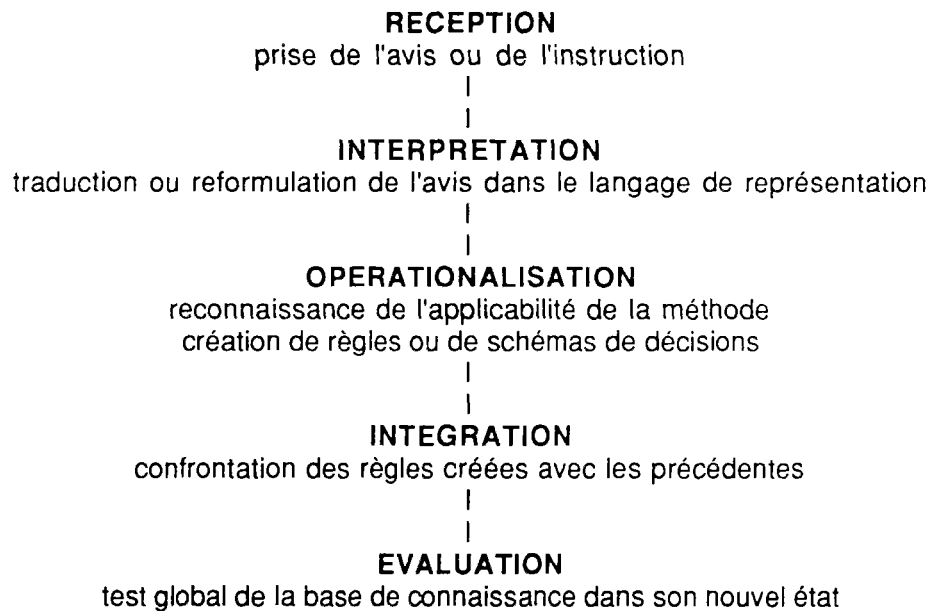 RECEPTION
prise de l'avis ou de l'instruction
INTERPRETATION
traduction ou reformulation de l'avis dans le langage de représentation
OPERATIONALISATION
reconnaissance de l'applicabilité de la méthode
création de règles ou de schémas de décisions
INTEGRATION
confrontation des règles créées avec les précédentes
EVALUATION
test global de la base de connaissance dans son nouvel état